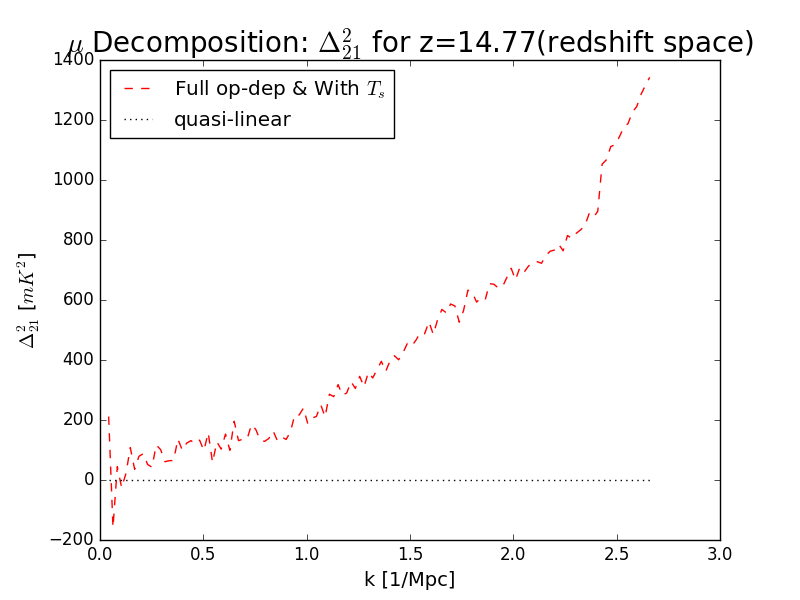 μ Decomposition: Δ²₂₁ for z=14.77(redshift space)
1400
1200
1000
800
600
400
200
0
−200
Δ²₂₁ [mK²]
Full op-dep & With Tₛ
quasi-linear
0.0 0.5 1.0 1.5 2.0 2.5 3.0
k [1/Mpc]